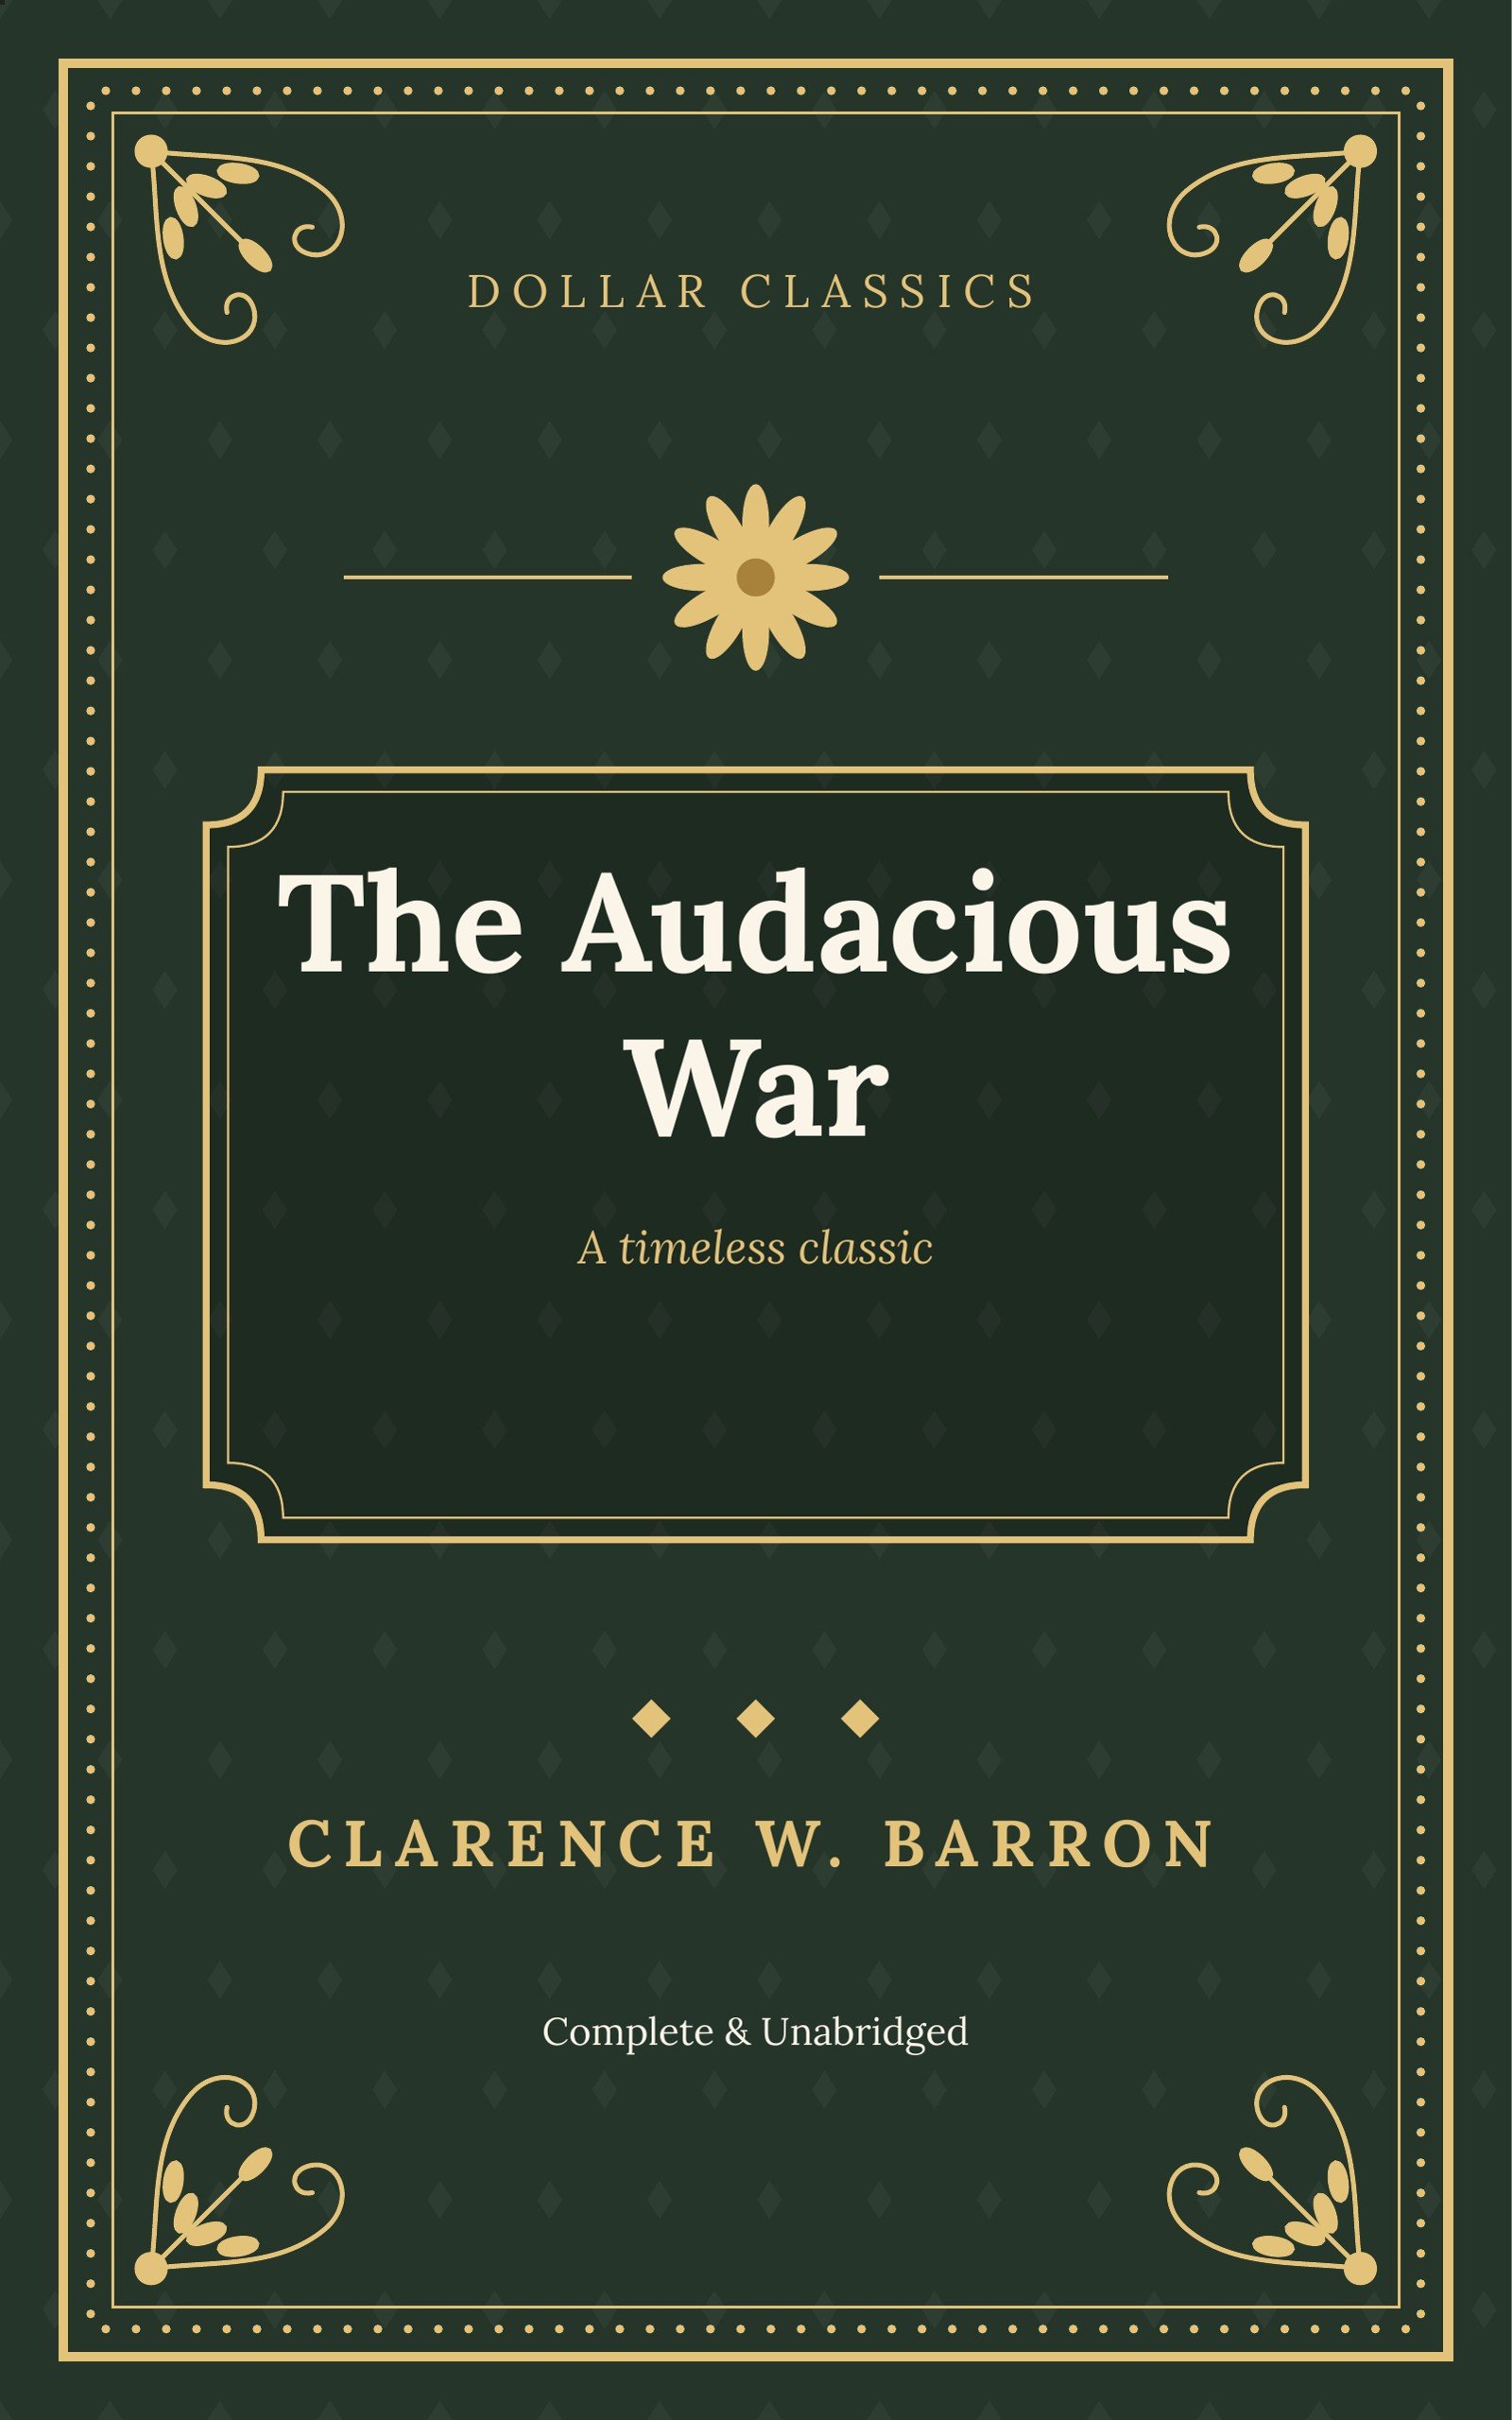 DOLLAR CLASSICS
The Audacious
War
A timeless classic
CLARENCE W. BARRON
Complete & Unabridged